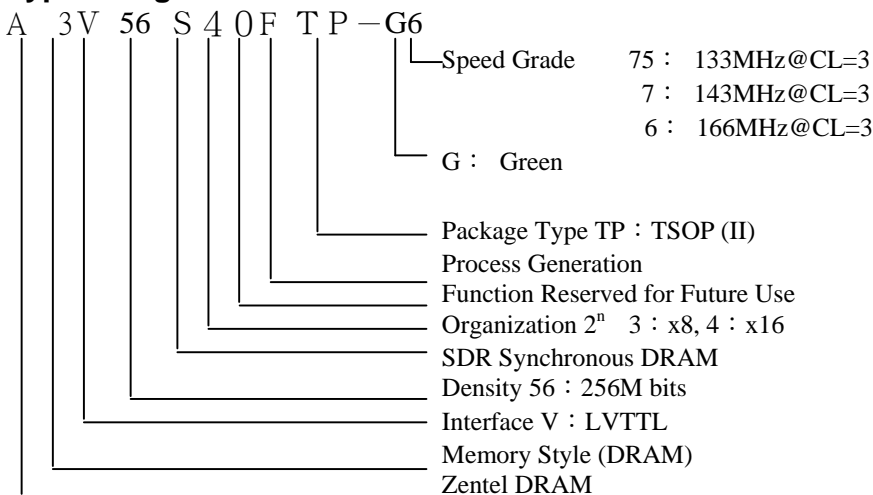 A 3V 56 S 4 0 F T P-G6
Speed Grade 75： 133MHz@CL=3
7： 143MHz@CL=3
6： 166MHz@CL=3
G： Green
Package Type TP：TSOP (II)
Process Generation
Function Reserved for Future Use
Organization 2ⁿ 3：x8, 4：x16
SDR Synchronous DRAM
Density 56：256M bits
Interface V：LVTTL
Memory Style (DRAM)
Zentel DRAM